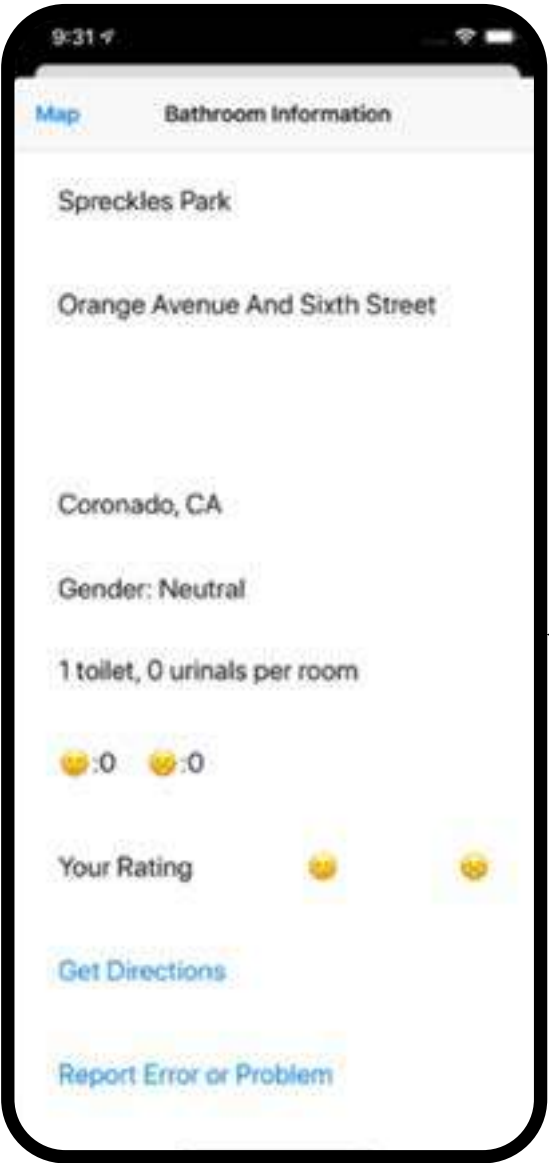 9:31
Map Bathroom Information
Spreckles Park
Orange Avenue And Sixth Street
Coronado, CA
Gender: Neutral
1 toilet, 0 urinals per room
🙂:0 🙁:0
Your Rating 🙂 🙁
Get Directions
Report Error or Problem